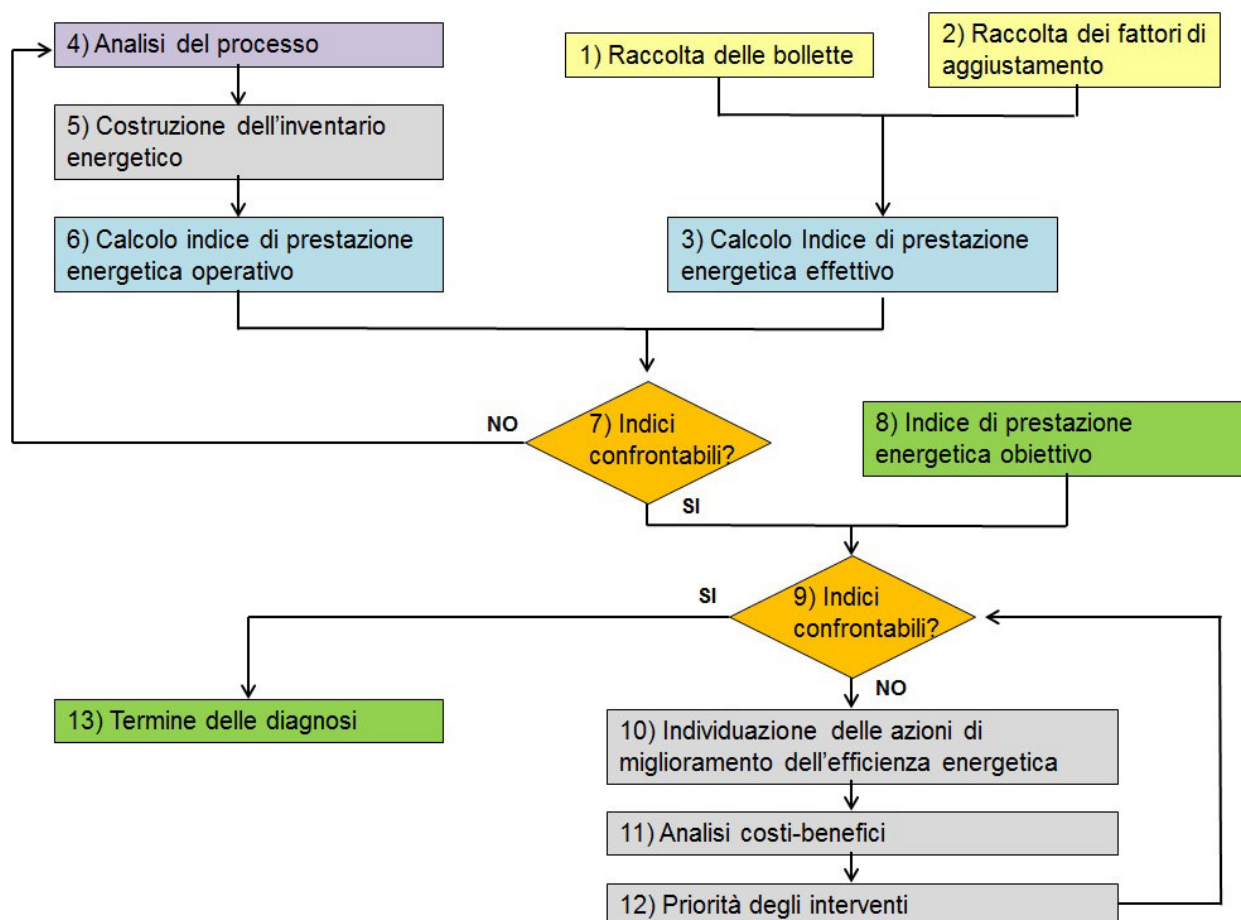 4) Analisi del processo
1) Raccolta delle bollette
2) Raccolta dei fattori di
aggiustamento
5) Costruzione dell'inventario
energetico
6) Calcolo indice di prestazione
energetica operativo
3) Calcolo Indice di prestazione
energetica effettivo
NO
7) Indici
confrontabili?
8) Indice di prestazione
energetica obiettivo
SI
SI
9) Indici
confrontabili?
NO
13) Termine delle diagnosi
10) Individuazione delle azioni di
miglioramento dell'efficienza energetica
11) Analisi costi-benefici
12) Priorità degli interventi